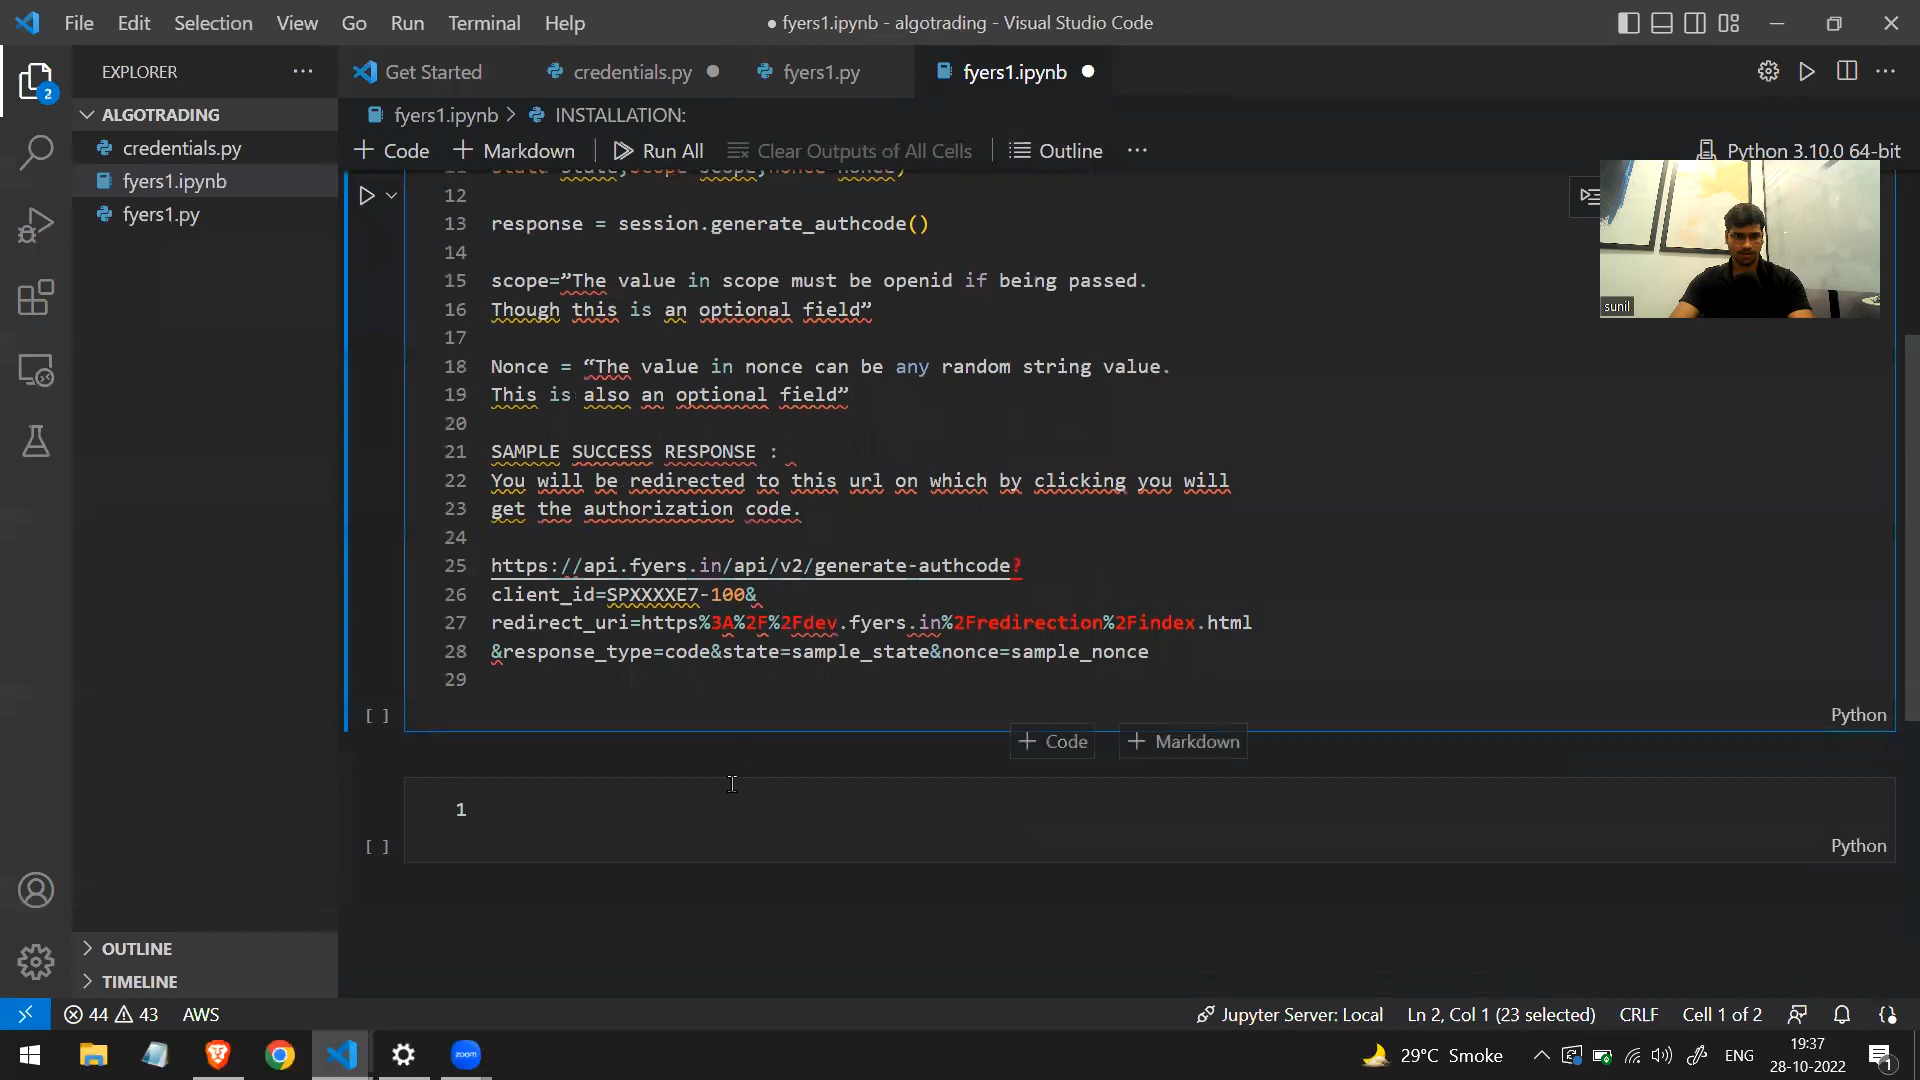 File Edit Selection View Go Run Terminal Help
● fyers1.ipynb - algotrading - Visual Studio Code
EXPLORER
Get Started
credentials.py
fyers1.py
fyers1.ipynb
ALGOTRADING
credentials.py
fyers1.ipynb
fyers1.py
fyers1.ipynb > INSTALLATION:
+ Code + Markdown Run All Clear Outputs of All Cells Outline ...
Python 3.10.0 64-bit
12
13 response = session.generate_authcode()
14
15 scope=”The value in scope must be openid if being passed.
16 Though this is an optional field”
17
18 Nonce = “The value in nonce can be any random string value.
19 This is also an optional field”
20
21 SAMPLE SUCCESS RESPONSE :
22 You will be redirected to this url on which by clicking you will
23 get the authorization code.
24
25 https://api.fyers.in/api/v2/generate-authcode?
26 client_id=SPXXXXE7-100&
27 redirect_uri=https%3A%2F%2Fdev.fyers.in%2Fredirection%2Findex.html
28 &response_type=code&state=sample_state&nonce=sample_nonce
29
[ ]
Python
+ Code + Markdown
1
[ ]
Python
sunil
OUTLINE
TIMELINE
2
44 43 AWS
Jupyter Server: Local Ln 2, Col 1 (23 selected) CRLF Cell 1 of 2
zoom
29°C Smoke
ENG
19:37
28-10-2022
1